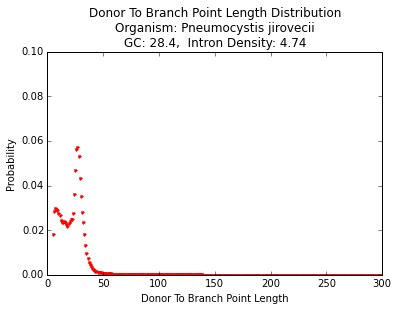 Donor To Branch Point Length Distribution
Organism: Pneumocystis jirovecii
GC: 28.4,  Intron Density: 4.74
0.10
0.08
0.06
0.04
0.02
0.00
Probability
0 50 100 150 200 250 300
Donor To Branch Point Length